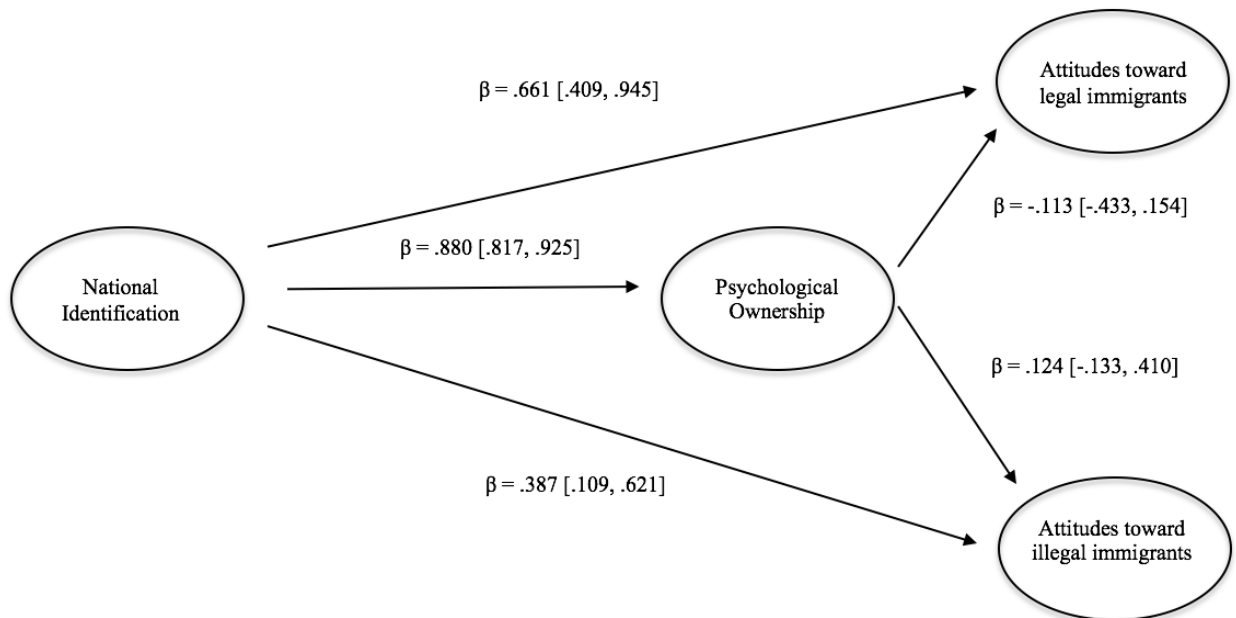 Attitudes toward
legal immigrants
β = .661 [.409, .945]
β = -.113 [-.433, .154]
β = .880 [.817, .925]
National
Identification
Psychological
Ownership
β = .124 [-.133, .410]
β = .387 [.109, .621]
Attitudes toward
illegal immigrants